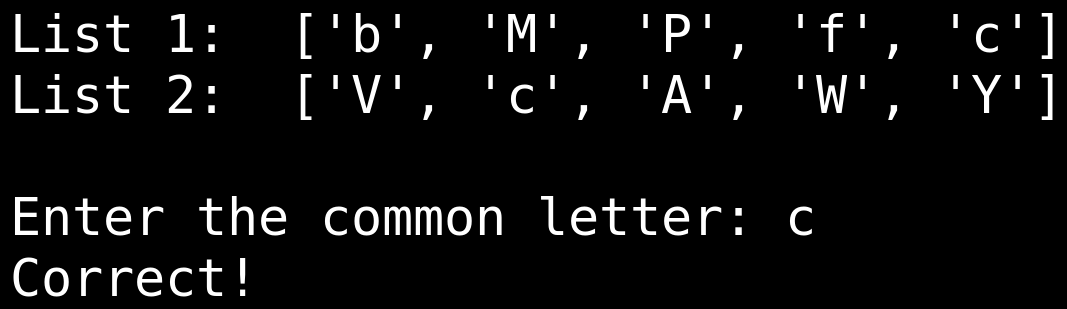 List 1:  ['b', 'M', 'P', 'f', 'c']
List 2:  ['V', 'c', 'A', 'W', 'Y']
Enter the common letter: c
Correct!